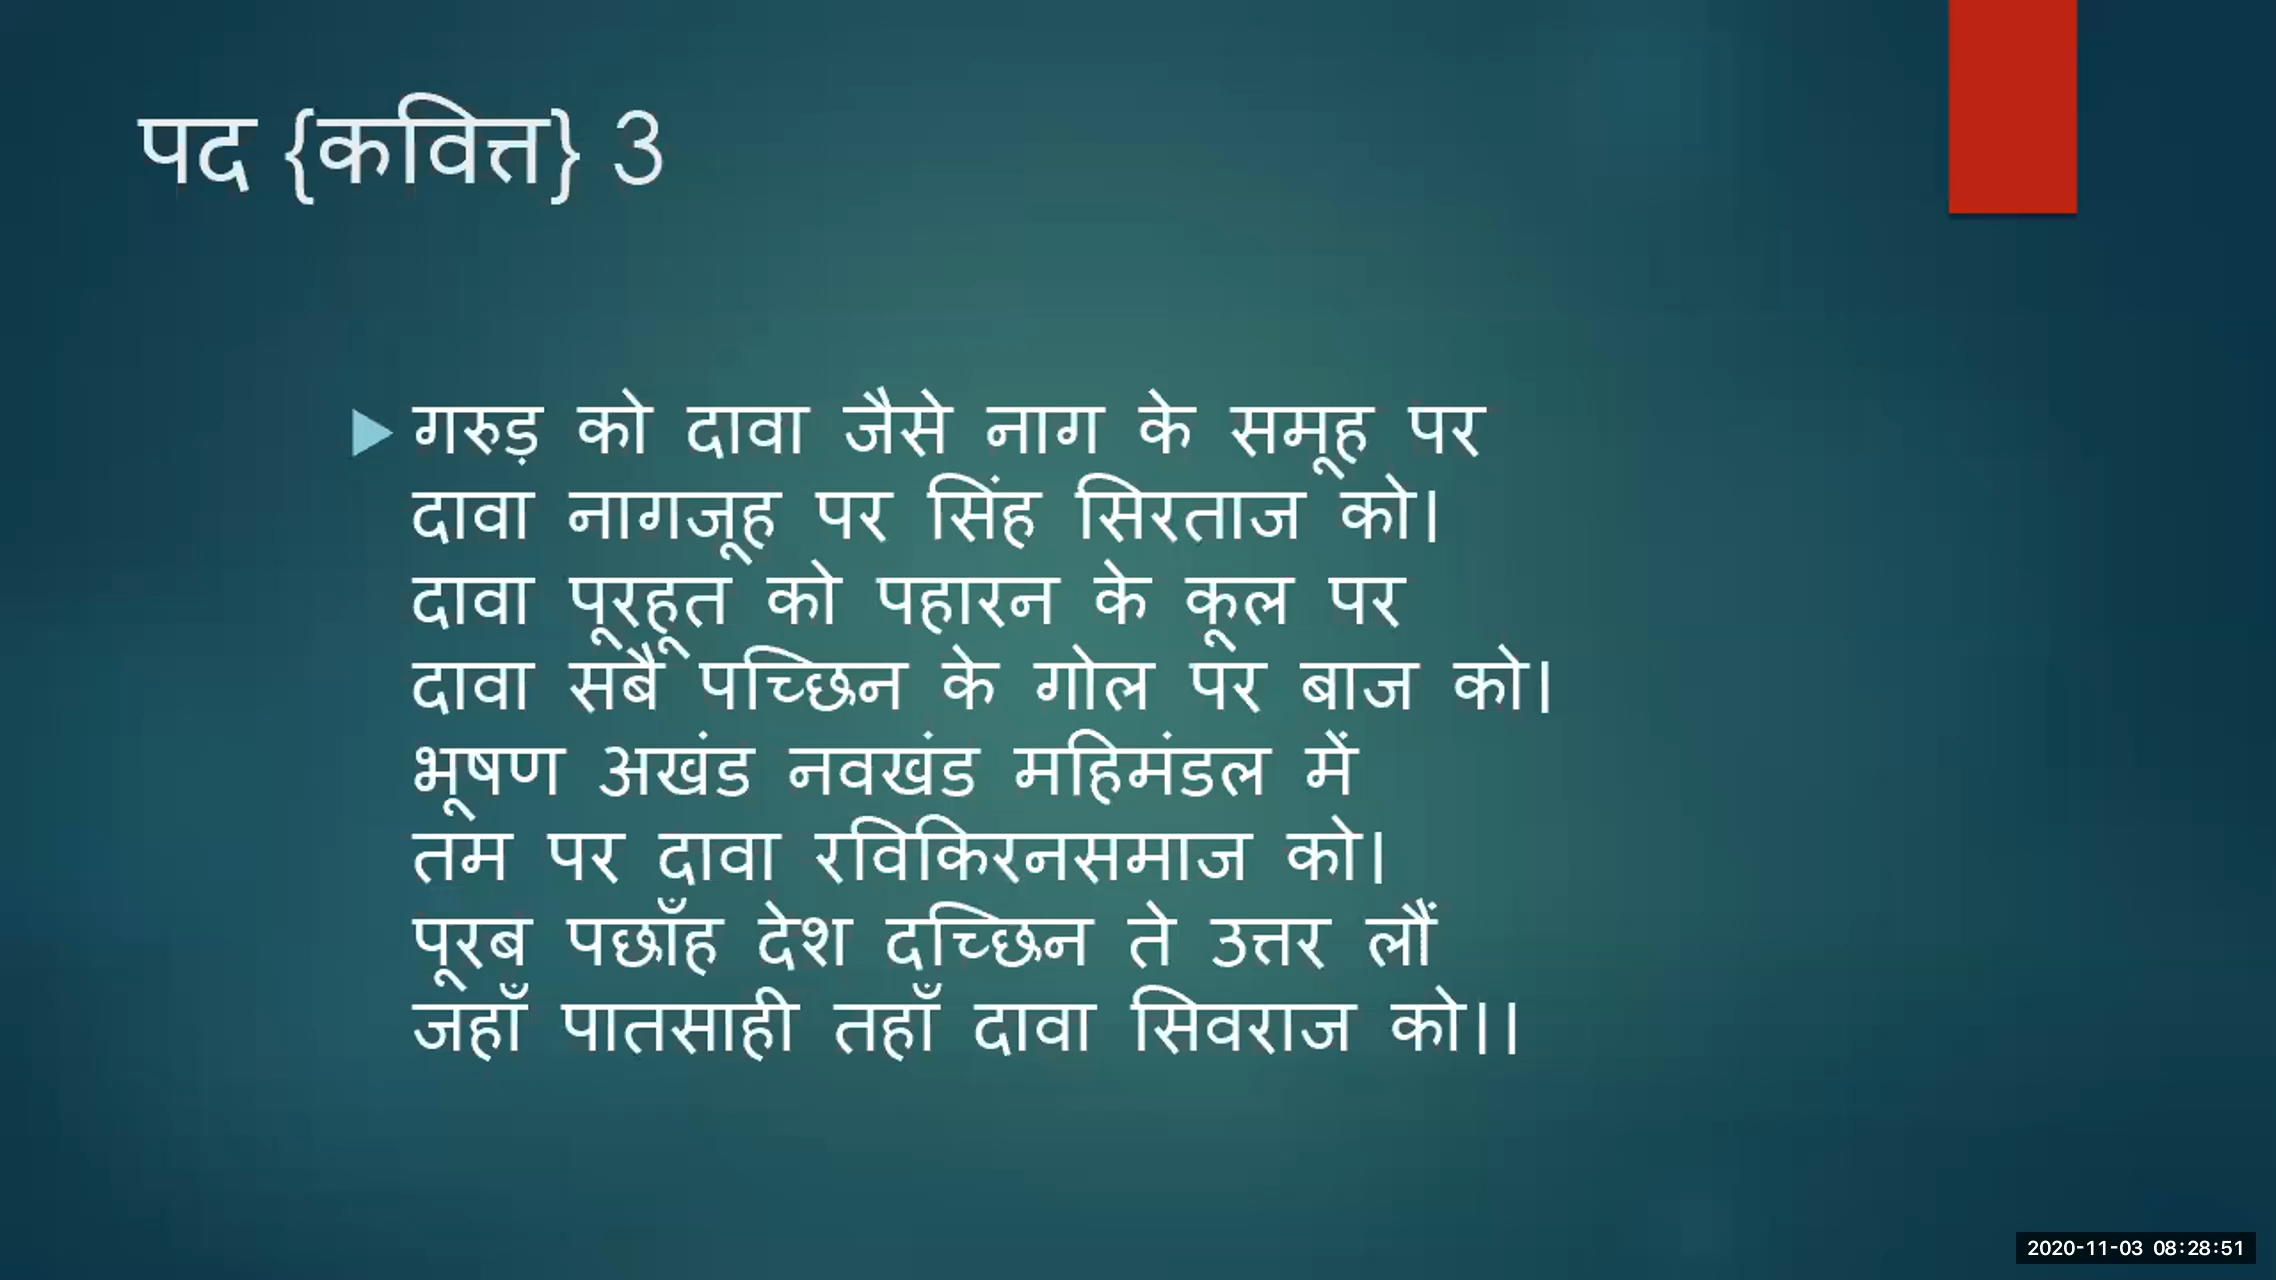 पद {कवित्त} 3
गरुड़ को दावा जैसे नाग के समूह पर
दावा नागजूह पर सिंह सिरताज को।
दावा पूरहूत को पहारन के कूल पर
दावा सबै पच्छिन के गोल पर बाज को।
भूषण अखंड नवखंड महिमंडल में
तम पर दावा रविकिरनसमाज को।
पूरब पछाँह देश दच्छिन ते उत्तर लौं
जहाँ पातसाही तहाँ दावा सिवराज को।।
2020-11-03 08:28:51